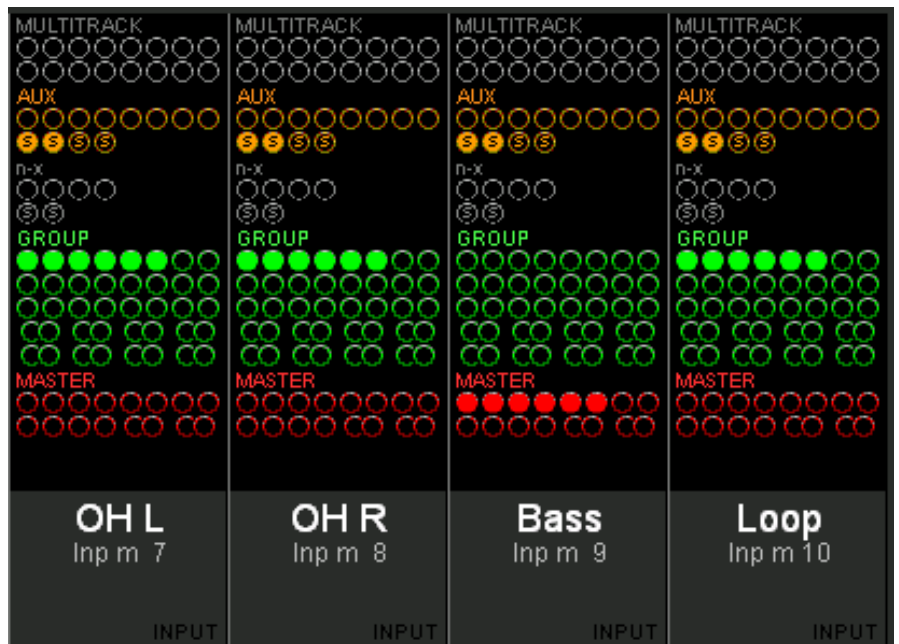 MULTITRACK MULTITRACK MULTITRACK MULTITRACK
AUX AUX AUX AUX
S S S S S S S S S S S S S S S S
n-x n-x n-x n-x
S S S S S S S S
GROUP GROUP GROUP GROUP
MASTER MASTER MASTER MASTER
OH L OH R Bass Loop
Inp m 7 Inp m 8 Inp m 9 Inp m 10
INPUT INPUT INPUT INPUT